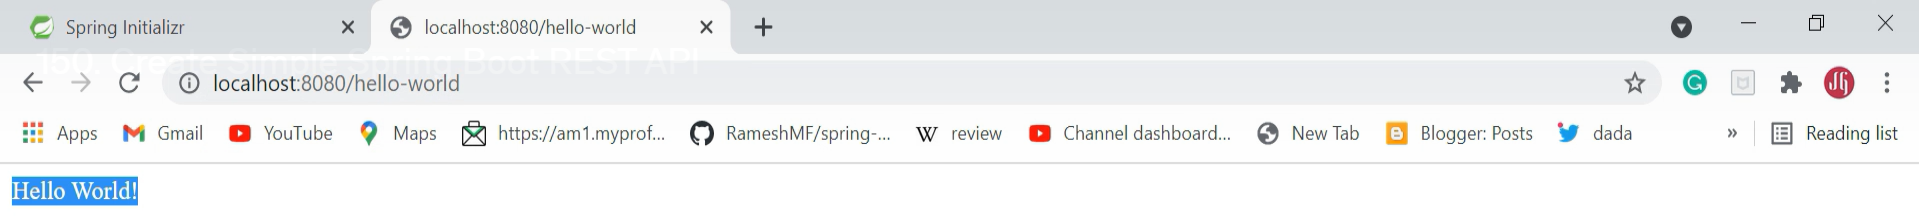 Spring Initializr
localhost:8080/hello-world
150. Create Simple Spring Boot REST API
localhost:8080/hello-world
Apps Gmail YouTube Maps https://am1.myprof... RameshMF/spring-... W review Channel dashboard... New Tab Blogger: Posts dada » Reading list
Hello World!